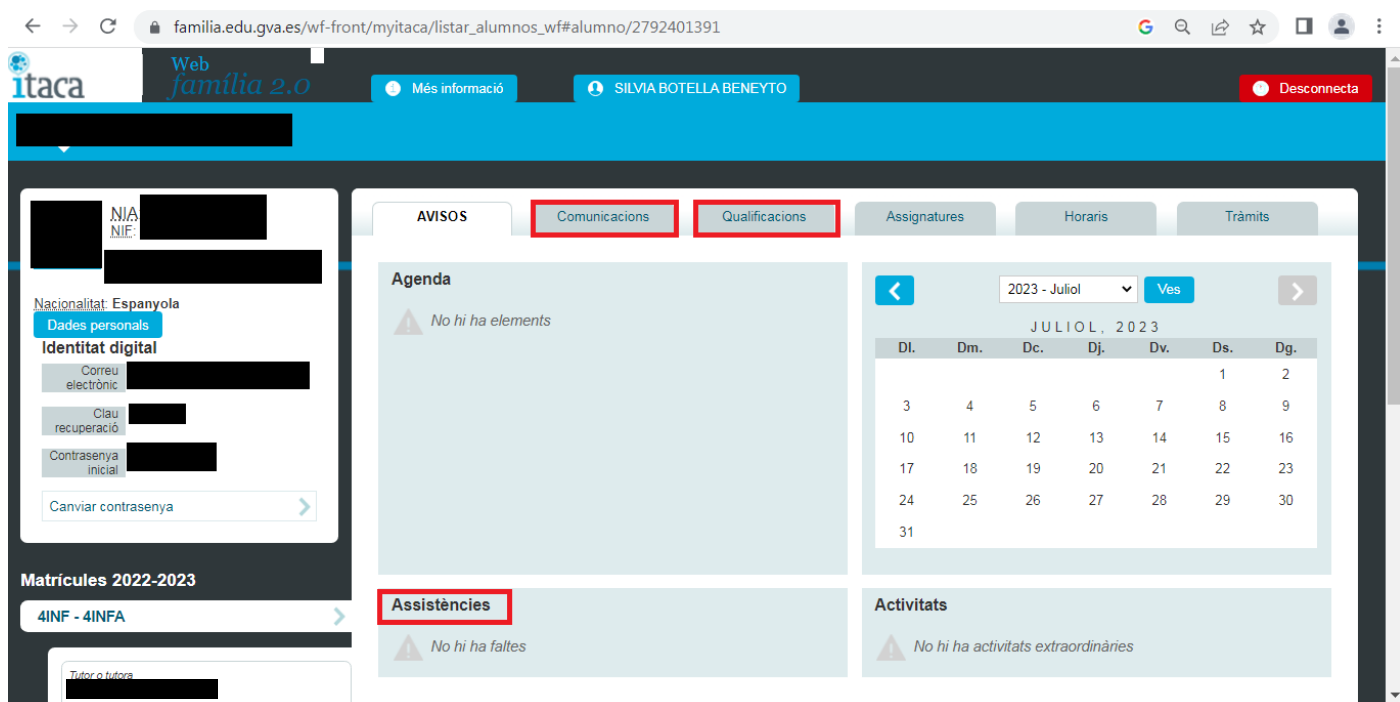 familia.edu.gva.es/wf-front/myitaca/listar_alumnos_wf#alumno/2792401391
itaca
Web
família 2.0
Més informació
SILVIA BOTELLA BENEYTO
Desconnecta
NIA
NIF:
Nacionalitat: Espanyola
Dades personals
Identitat digital
Correu
electrònic
Clau
recuperació
Contrasenya
inicial
Canviar contrasenya
Matrícules 2022-2023
4INF - 4INFA
Tutor o tutora
AVISOS
Comunicacions
Qualificacions
Assignatures
Horaris
Tràmits
Agenda
No hi ha elements
2023 - Juliol
Ves
JULIOL, 2023
Dl. Dm. Dc. Dj. Dv. Ds. Dg.
1 2
3 4 5 6 7 8 9
10 11 12 13 14 15 16
17 18 19 20 21 22 23
24 25 26 27 28 29 30
31
Assistències
No hi ha faltes
Activitats
No hi ha activitats extraordinàries